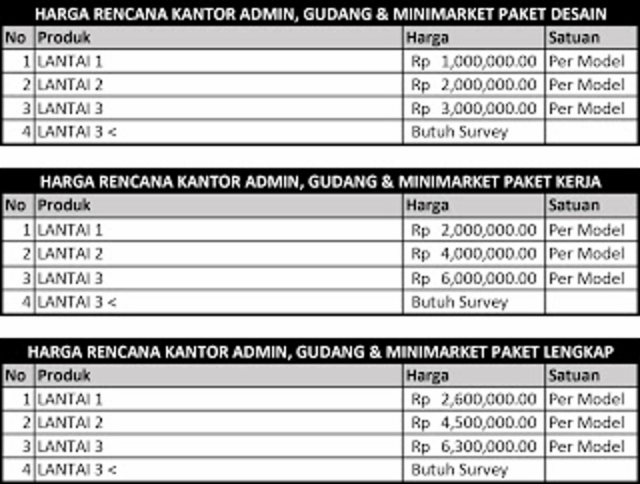 HARGA RENCANA KANTOR ADMIN, GUDANG & MINIMARKET PAKET DESAIN
No Produk Harga Satuan
1 LANTAI 1 Rp 1,000,000.00 Per Model
2 LANTAI 2 Rp 2,000,000.00 Per Model
3 LANTAI 3 Rp 3,000,000.00 Per Model
4 LANTAI 3 < Butuh Survey
HARGA RENCANA KANTOR ADMIN, GUDANG & MINIMARKET PAKET KERJA
No Produk Harga Satuan
1 LANTAI 1 Rp 2,000,000.00 Per Model
2 LANTAI 2 Rp 4,000,000.00 Per Model
3 LANTAI 3 Rp 6,000,000.00 Per Model
4 LANTAI 3 < Butuh Survey
HARGA RENCANA KANTOR ADMIN, GUDANG & MINIMARKET PAKET LENGKAP
No Produk Harga Satuan
1 LANTAI 1 Rp 2,600,000.00 Per Model
2 LANTAI 2 Rp 4,500,000.00 Per Model
3 LANTAI 3 Rp 6,300,000.00 Per Model
4 LANTAI 3 < Butuh Survey